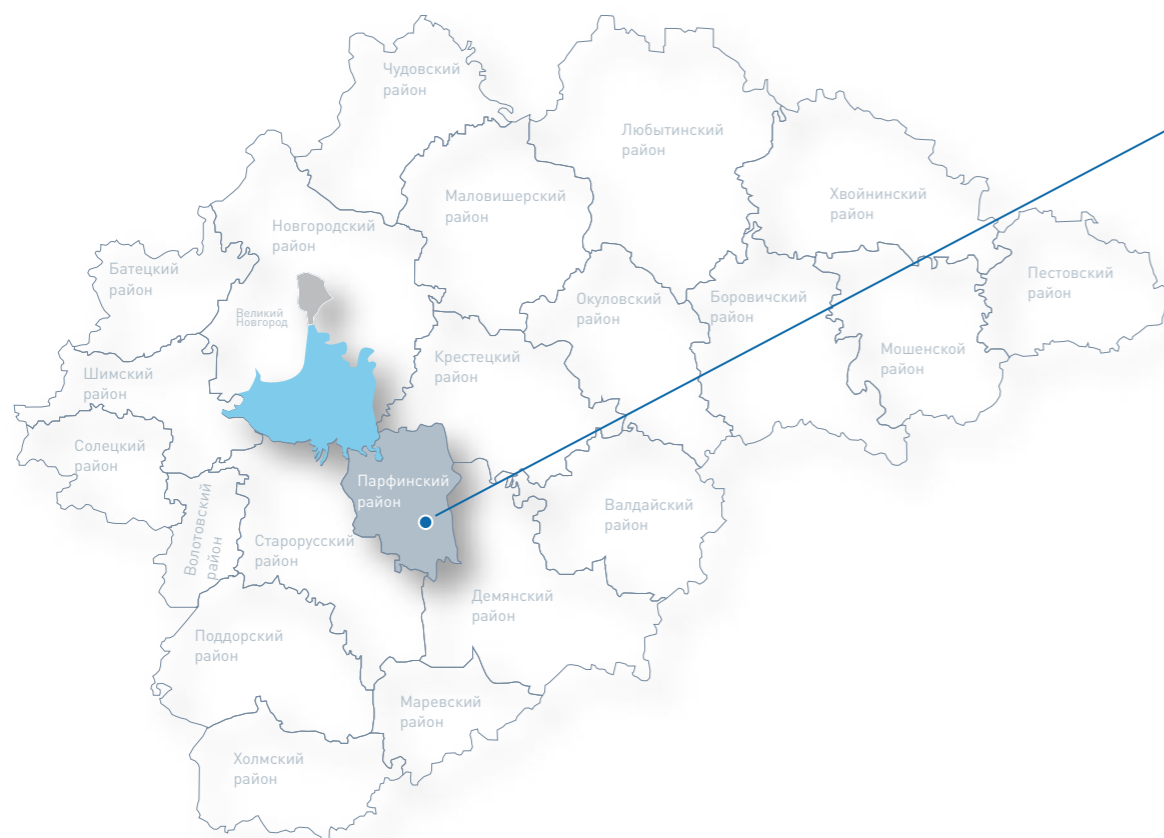 Чудовский
район
Любытинский
район
Маловишерский
район
Хвойнинский
район
Новгородский
район
Батецкий
район
Пестовский
район
Окуловский
район
Боровичский
район
Великий
Новгород
Мошенской
район
Крестецкий
район
Шимский
район
Солецкий
район
Парфинский
район
Валдайский
район
Волотовский
район
Старорусский
район
Демянский
район
Поддорский
район
Маревский
район
Холмский
район